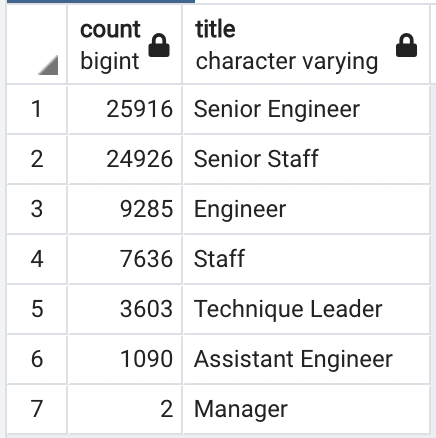 count title
bigint character varying
1 25916 Senior Engineer
2 24926 Senior Staff
3 9285 Engineer
4 7636 Staff
5 3603 Technique Leader
6 1090 Assistant Engineer
7 2 Manager